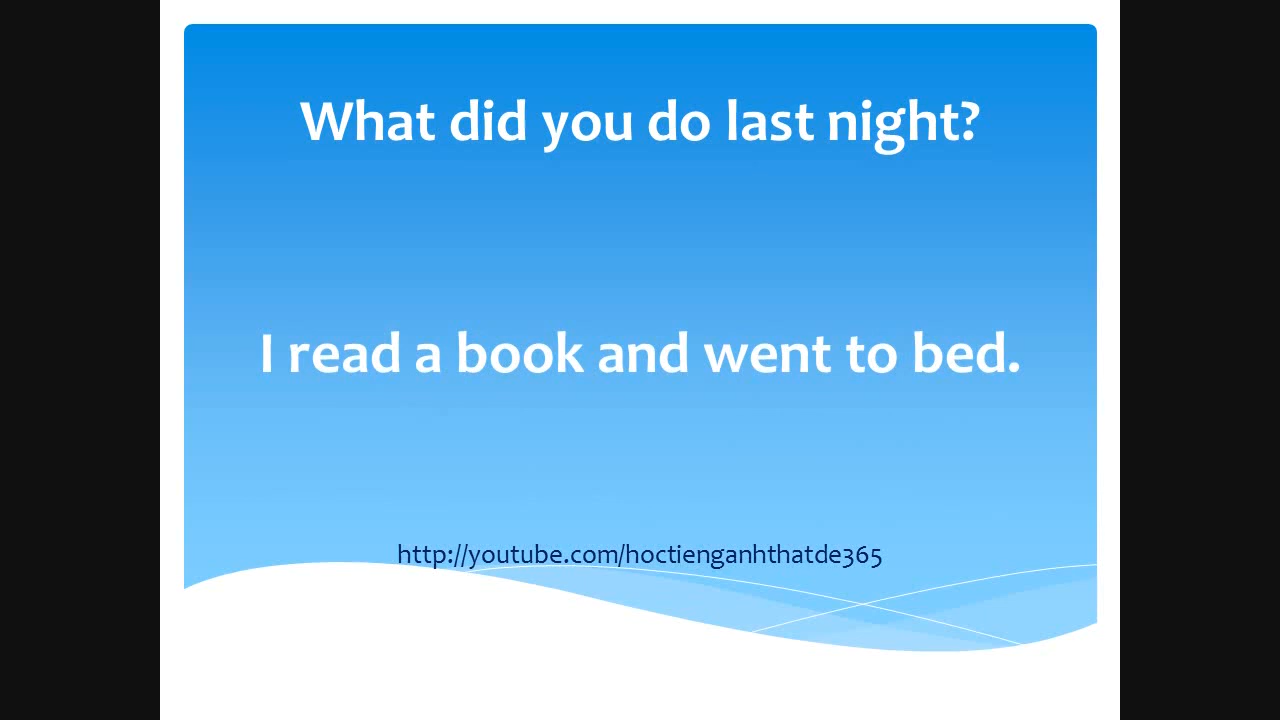 What did you do last night?
I read a book and went to bed.
http://youtube.com/hoctienganhthatde365